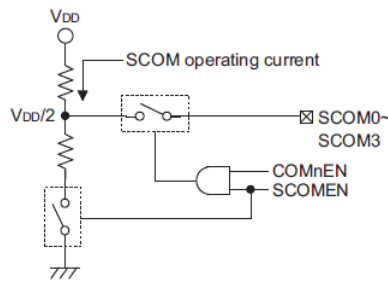 VDD
SCOM operating current
VDD/2
SCOM0~
SCOM3
COMnEN
SCOMEN